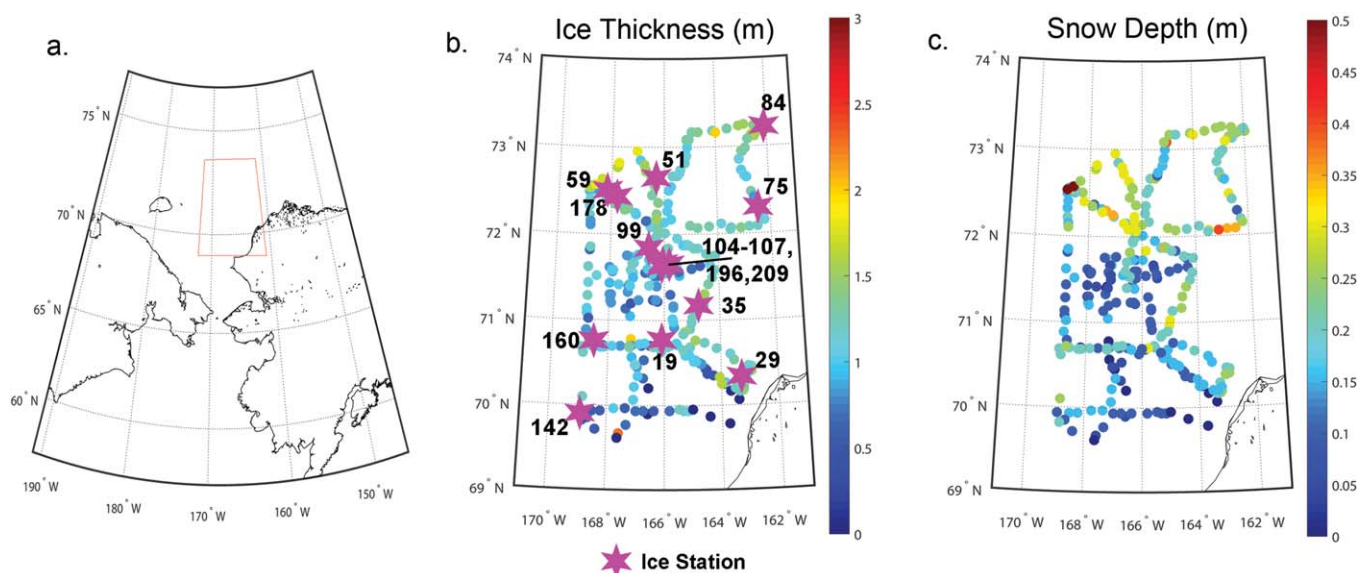 a.
75° N
70° N
65° N
60° N
190° W
180° W
170° W
160° W
150° W
b.
Ice Thickness (m)
74° N
73° N
72° N
71° N
70° N
69° N
170° W
168° W
166° W
164° W
162° W
84
51
59
75
178
99
104-107,
196,209
35
160
19
29
142
3
2.5
2
1.5
1
0.5
0
Ice Station
c.
Snow Depth (m)
74° N
73° N
72° N
71° N
70° N
69° N
170° W
168° W
166° W
164° W
162° W
0.5
0.45
0.4
0.35
0.3
0.25
0.2
0.15
0.1
0.05
0